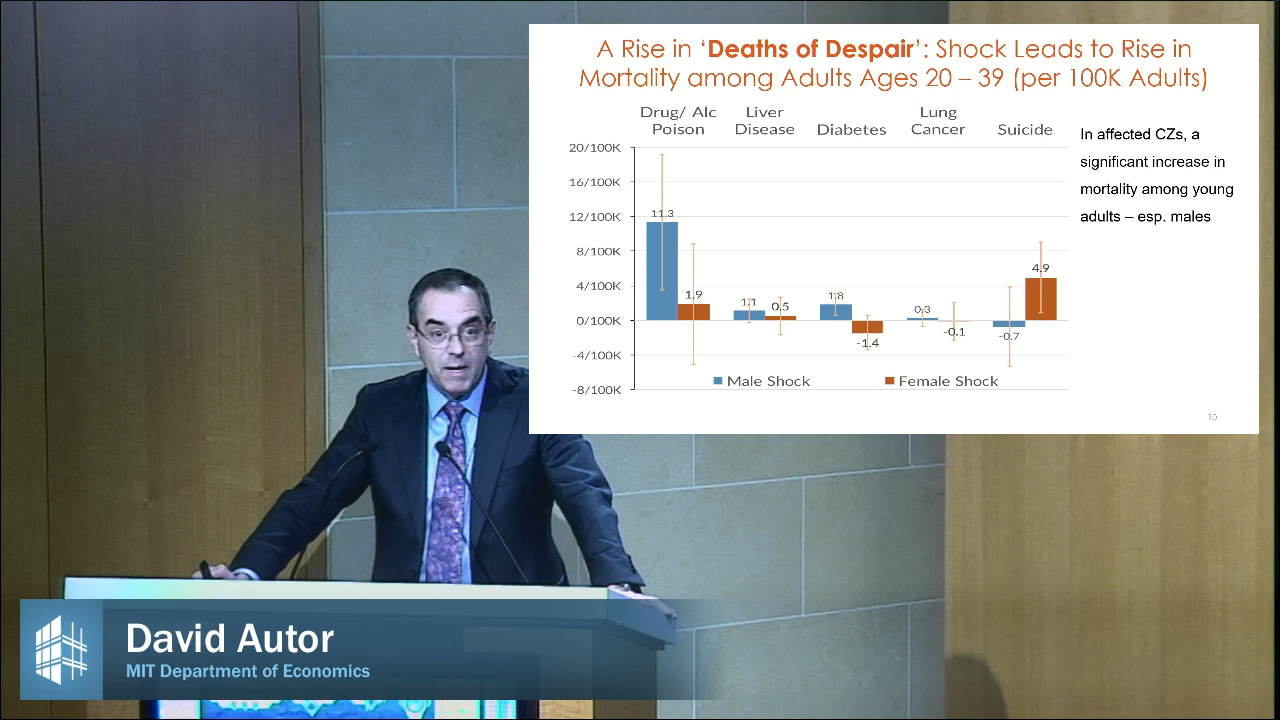 A Rise in ‘Deaths of Despair’: Shock Leads to Rise in
Mortality among Adults Ages 20 – 39 (per 100K Adults)
Drug/ Alc
Poison
Liver
Disease
Diabetes
Lung
Cancer
Suicide
20/100K
16/100K
12/100K
8/100K
4/100K
0/100K
-4/100K
-8/100K
11.3
1.9
1.1
0.5
1.8
-1.4
0.3
-0.1
-0.7
4.9
Male Shock
Female Shock
In affected CZs, a
significant increase in
mortality among young
adults – esp. males
10
David Autor
MIT Department of Economics